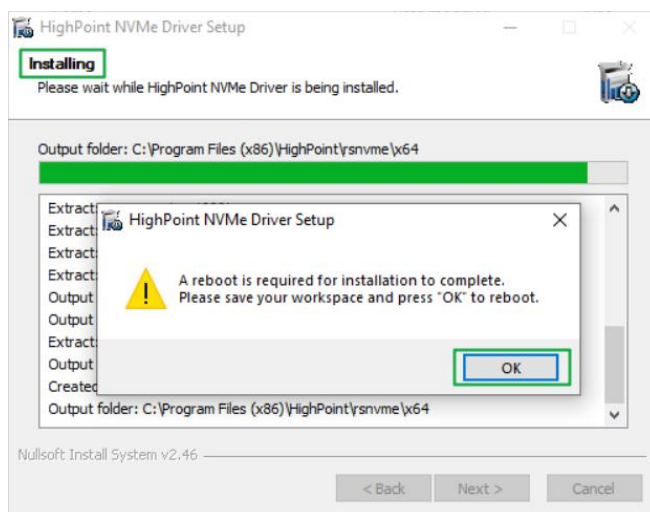 HighPoint NVMe Driver Setup
Installing
Please wait while HighPoint NVMe Driver is being installed.
Output folder: C:\Program Files (x86)\HighPoint\rsnvme\x64
Extract:
Extract:
Extract:
Extract:
Output
Output
Extract:
Output
Created
Output folder: C:\Program Files (x86)\HighPoint\rsnvme\x64
HighPoint NVMe Driver Setup
A reboot is required for installation to complete.
Please save your workspace and press "OK" to reboot.
OK
Nullsoft Install System v2.46
< Back
Next >
Cancel